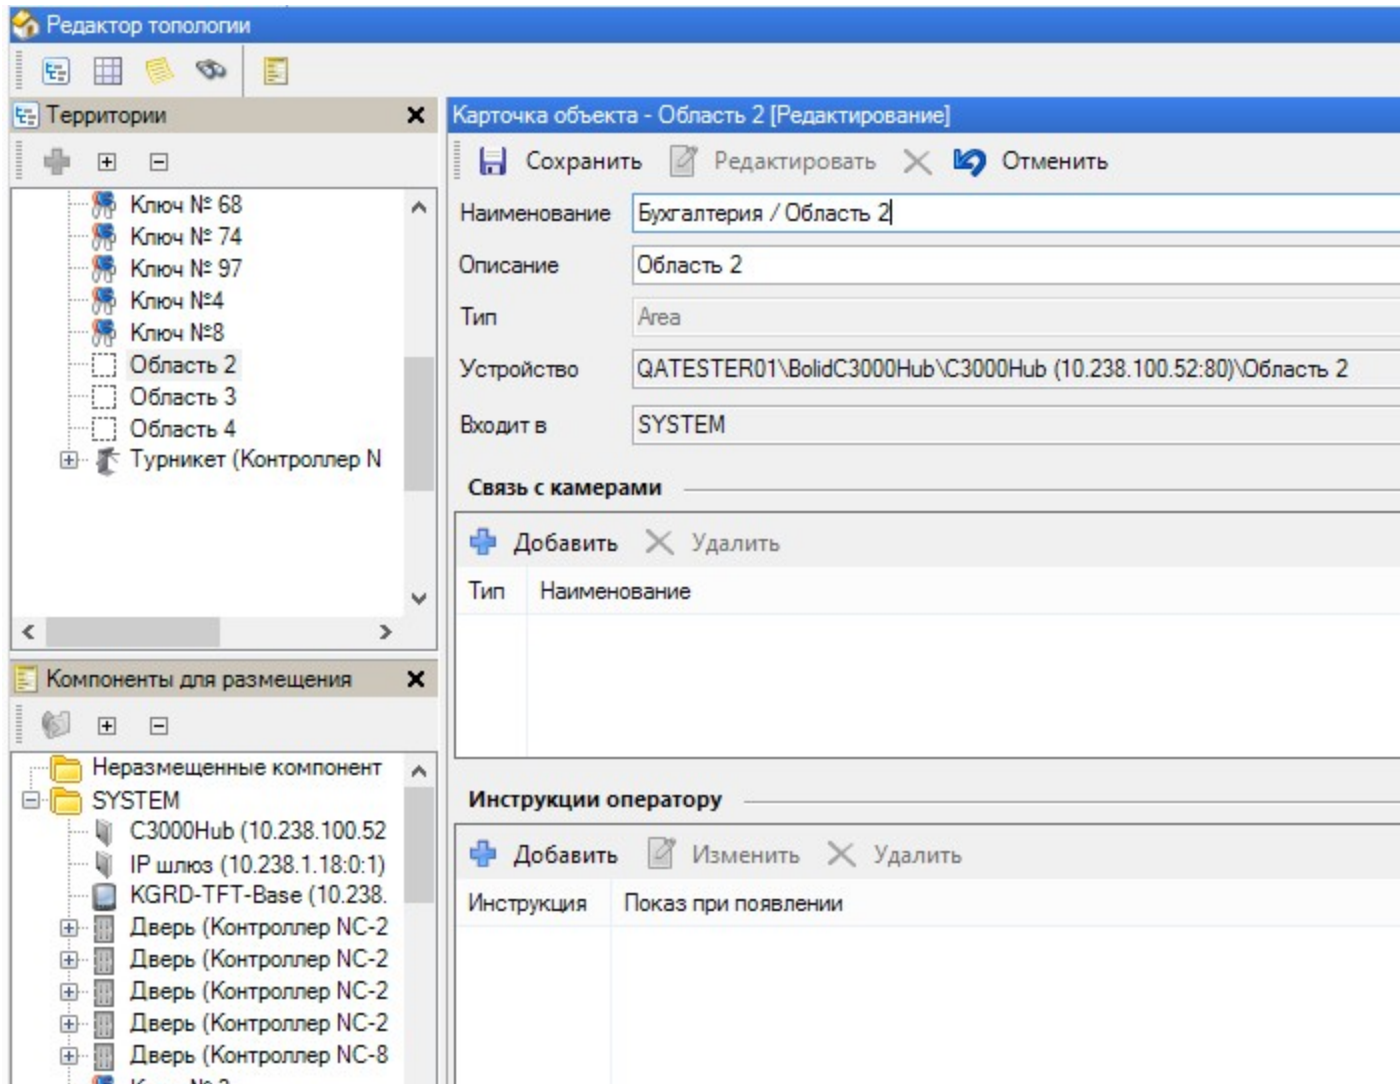 Редактор топологии
Территории
Ключ № 68
Ключ № 74
Ключ № 97
Ключ №4
Ключ №8
Область 2
Область 3
Область 4
Турникет (Контроллер N
Компоненты для размещения
Неразмещенные компонент
SYSTEM
C3000Hub (10.238.100.52
IP шлюз (10.238.1.18:0:1)
KGRD-TFT-Base (10.238.
Дверь (Контроллер NC-2
Дверь (Контроллер NC-2
Дверь (Контроллер NC-2
Дверь (Контроллер NC-2
Дверь (Контроллер NC-8
Карточка объекта - Область 2 [Редактирование]
Сохранить Редактировать Отменить
Наименование Бухгалтерия / Область 2
Описание Область 2
Тип Area
Устройство QATESTER01\BolidC3000Hub\C3000Hub (10.238.100.52:80)\Область 2
Входит в SYSTEM
Связь с камерами
Добавить Удалить
Тип Наименование
Инструкции оператору
Добавить Изменить Удалить
Инструкция Показ при появлении